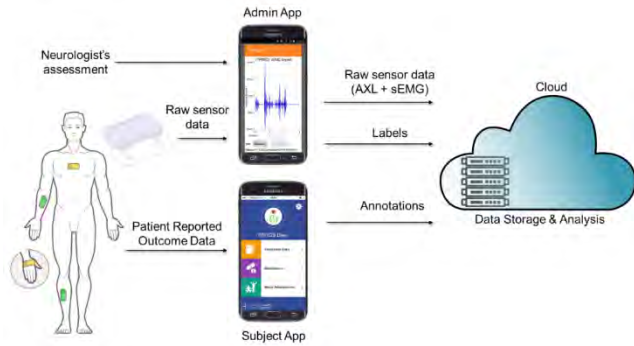 Admin App
Neurologist's
assessment
Raw sensor
data
Raw sensor data
(AXL + sEMG)
Cloud
Labels
Patient Reported
Outcome Data
Annotations
Data Storage & Analysis
Subject App